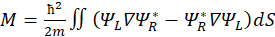 M = ħ²/2m ∬ (Ψ_L ∇Ψ_R^* − Ψ_R^* ∇Ψ_L) dS